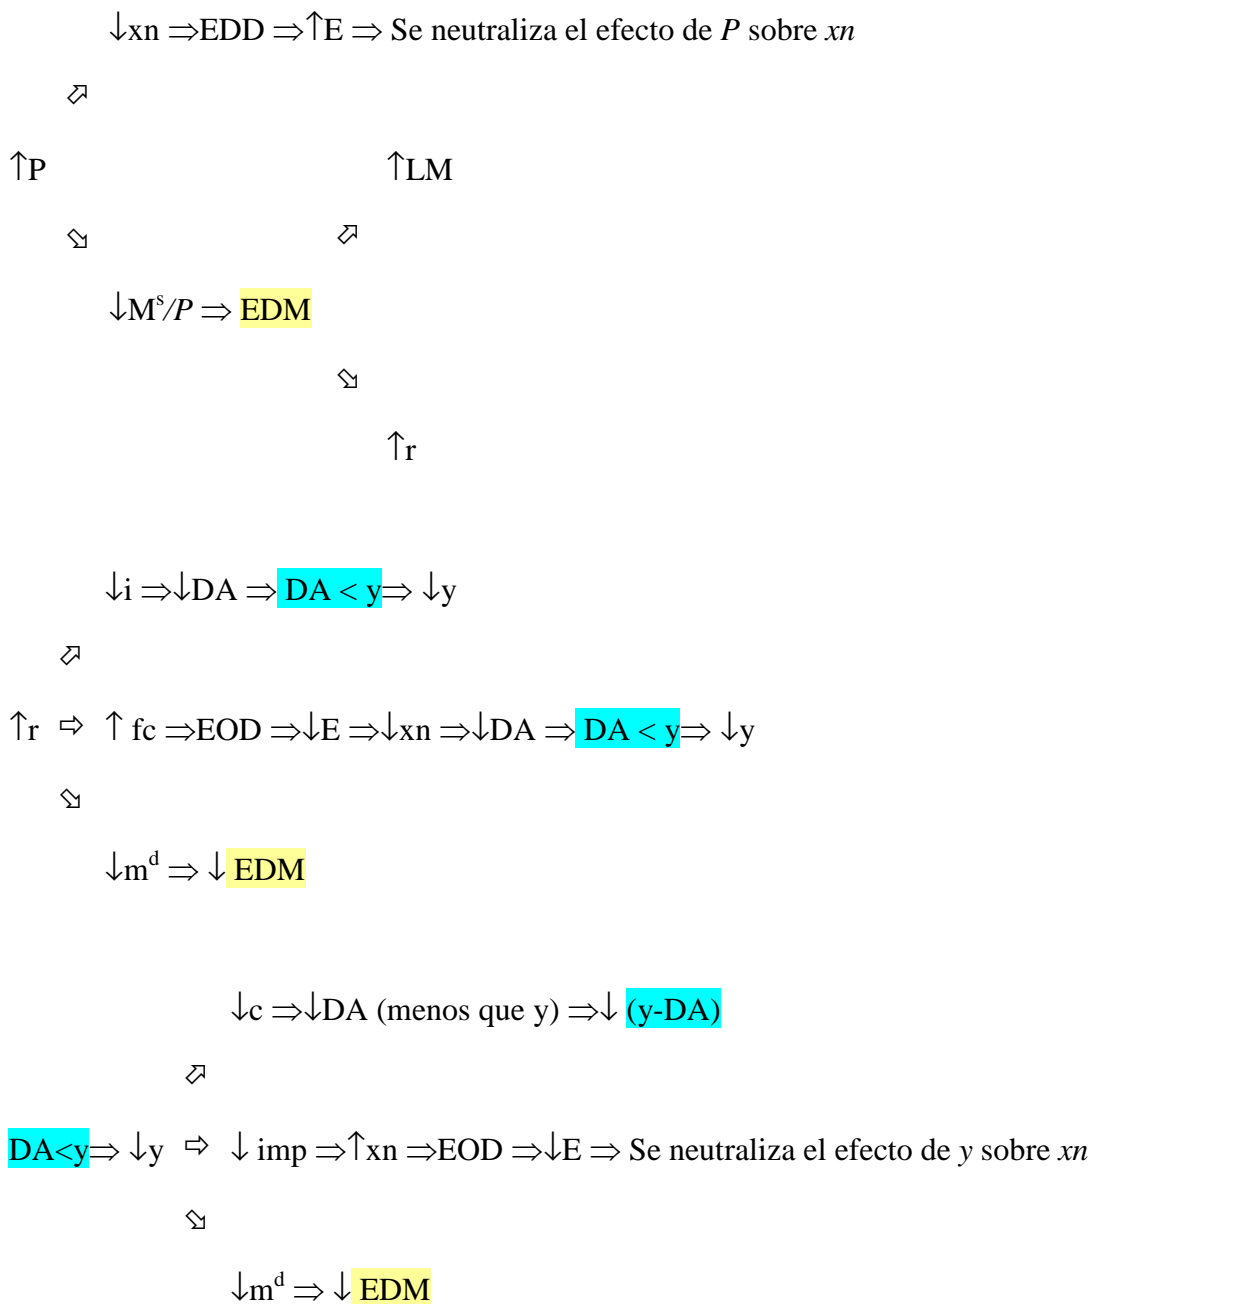 ↓xn ⇒EDD ⇒↑E ⇒ Se neutraliza el efecto de P sobre xn
⬀
↑P ↑LM
⬂ ⬀
↓Mˢ/P ⇒ EDM
⬂
↑r
↓i ⇒↓DA ⇒ DA < y⇒ ↓y
⬀
↑r ⇨ ↑ fc ⇒EOD ⇒↓E ⇒↓xn ⇒↓DA ⇒ DA < y⇒ ↓y
⬂
↓mᵈ ⇒ ↓ EDM
↓c ⇒↓DA (menos que y) ⇒↓ (y-DA)
⬀
DA<y⇒ ↓y ⇨ ↓ imp ⇒↑xn ⇒EOD ⇒↓E ⇒ Se neutraliza el efecto de y sobre xn
⬂
↓mᵈ ⇒ ↓ EDM